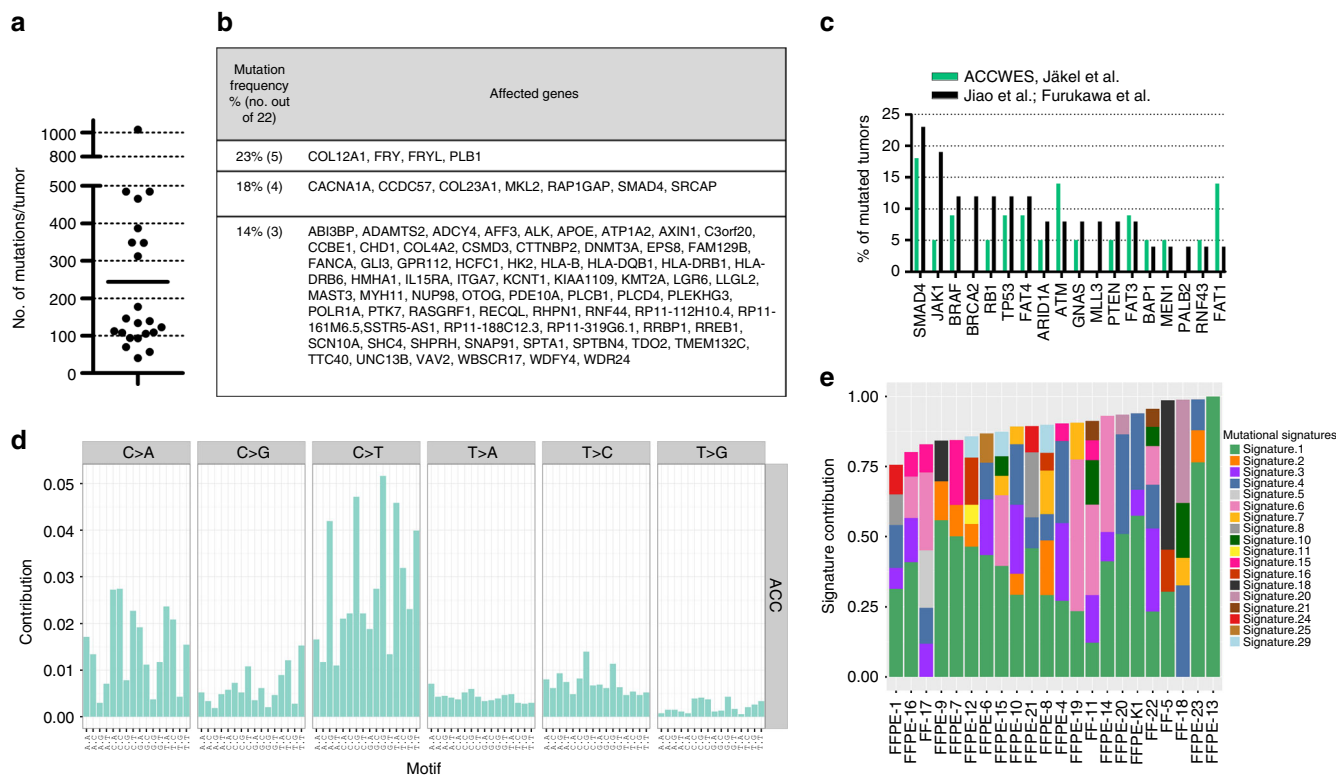 a
No. of mutations/tumor
1000
800
500
400
300
200
100
0
b
Mutation
frequency
% (no. out
of 22)
Affected genes
23% (5)
COL12A1, FRY, FRYL, PLB1
18% (4)
CACNA1A, CCDC57, COL23A1, MKL2, RAP1GAP, SMAD4, SRCAP
14% (3)
ABI3BP, ADAMTS2, ADCY4, AFF3, ALK, APOE, ATP1A2, AXIN1, C3orf20,
CCBE1, CHD1, COL4A2, CSMD3, CTTNBP2, DNMT3A, EPS8, FAM129B,
FANCA, GLI3, GPR112, HCFC1, HK2, HLA-B, HLA-DQB1, HLA-DRB1, HLA-
DRB6, HMHA1, IL15RA, ITGA7, KCNT1, KIAA1109, KMT2A, LGR6, LLGL2,
MAST3, MYH11, NUP98, OTOG, PDE10A, PLCB1, PLCD4, PLEKHG3,
POLR1A, PTK7, RASGRF1, RECQL, RHPN1, RNF44, RP11-112H10.4, RP11-
161M6.5,SSTR5-AS1, RP11-188C12.3, RP11-319G6.1, RRBP1, RREB1,
SCN10A, SHC4, SHPRH, SNAP91, SPTA1, SPTBN4, TDO2, TMEM132C,
TTC40, UNC13B, VAV2, WBSCR17, WDFY4, WDR24
c
ACCWES, Jäkel et al.
Jiao et al.; Furukawa et al.
% of mutated tumors
25
20
15
10
5
0
SMAD4
JAK1
BRAF
BRCA2
RB1
TP53
FAT4
ARID1A
ATM
GNAS
MLL3
PTEN
FAT3
BAP1
MEN1
PALB2
RNF43
FAT1
d
C>A
C>G
C>T
T>A
T>C
T>G
Contribution
0.05
0.04
0.03
0.02
0.01
0.00
ACC
Motif
e
Signature contribution
1.00
0.75
0.50
0.25
0.00
FFPE-1
FFPE-16
FF-17
FFPE-9
FFPE-7
FFPE-12
FFPE-6
FFPE-15
FFPE-10
FFPE-21
FFPE-8
FFPE-4
FFPE-19
FF-11
FFPE-14
FFPE-20
FFPE-K1
FF-22
FF-5
FF-18
FFPE-23
FFPE-13
Mutational signatures
Signature.1
Signature.2
Signature.3
Signature.4
Signature.5
Signature.6
Signature.7
Signature.8
Signature.10
Signature.11
Signature.15
Signature.16
Signature.18
Signature.20
Signature.21
Signature.24
Signature.25
Signature.29